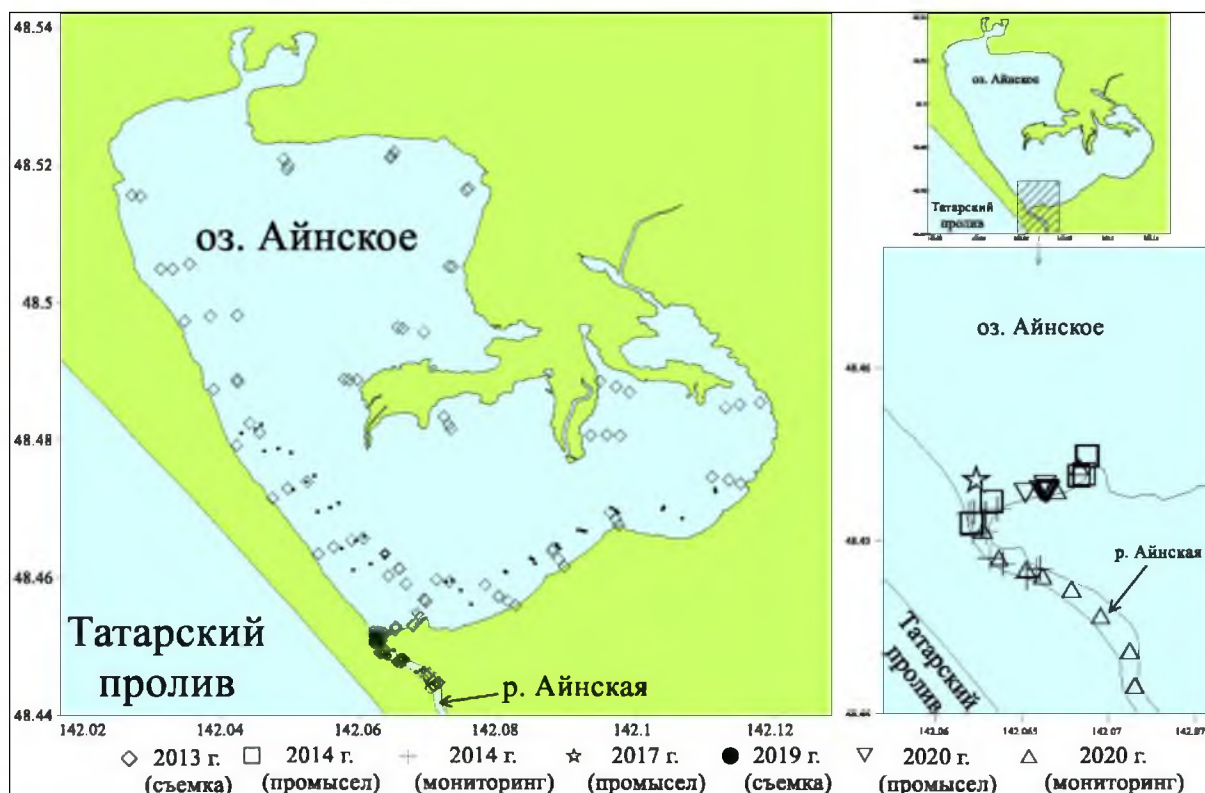 48.54
48.52
48.5
48.48
48.46
48.44
142.02 142.04 142.06 142.08 142.1 142.12
оз. Айнское
Татарский
пролив
р. Айнская
оз. Айнское
Татарский
пролив
оз. Айнское
р. Айнская
Татарский
пролив
142.06 142.065 142.07
2013 г.
(съемка)
2014 г.
(промысел)
2014 г.
(мониторинг)
2017 г.
(промысел)
2019 г.
(съемка)
2020 г.
(промысел)
2020 г.
(мониторинг)